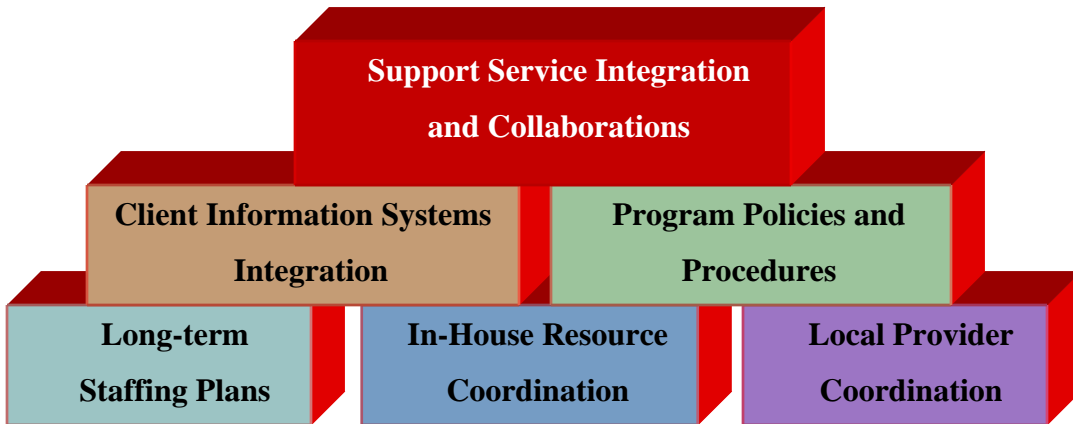 Support Service Integration
and Collaborations
Client Information Systems
Integration
Program Policies and
Procedures
Long-term
Staffing Plans
In-House Resource
Coordination
Local Provider
Coordination